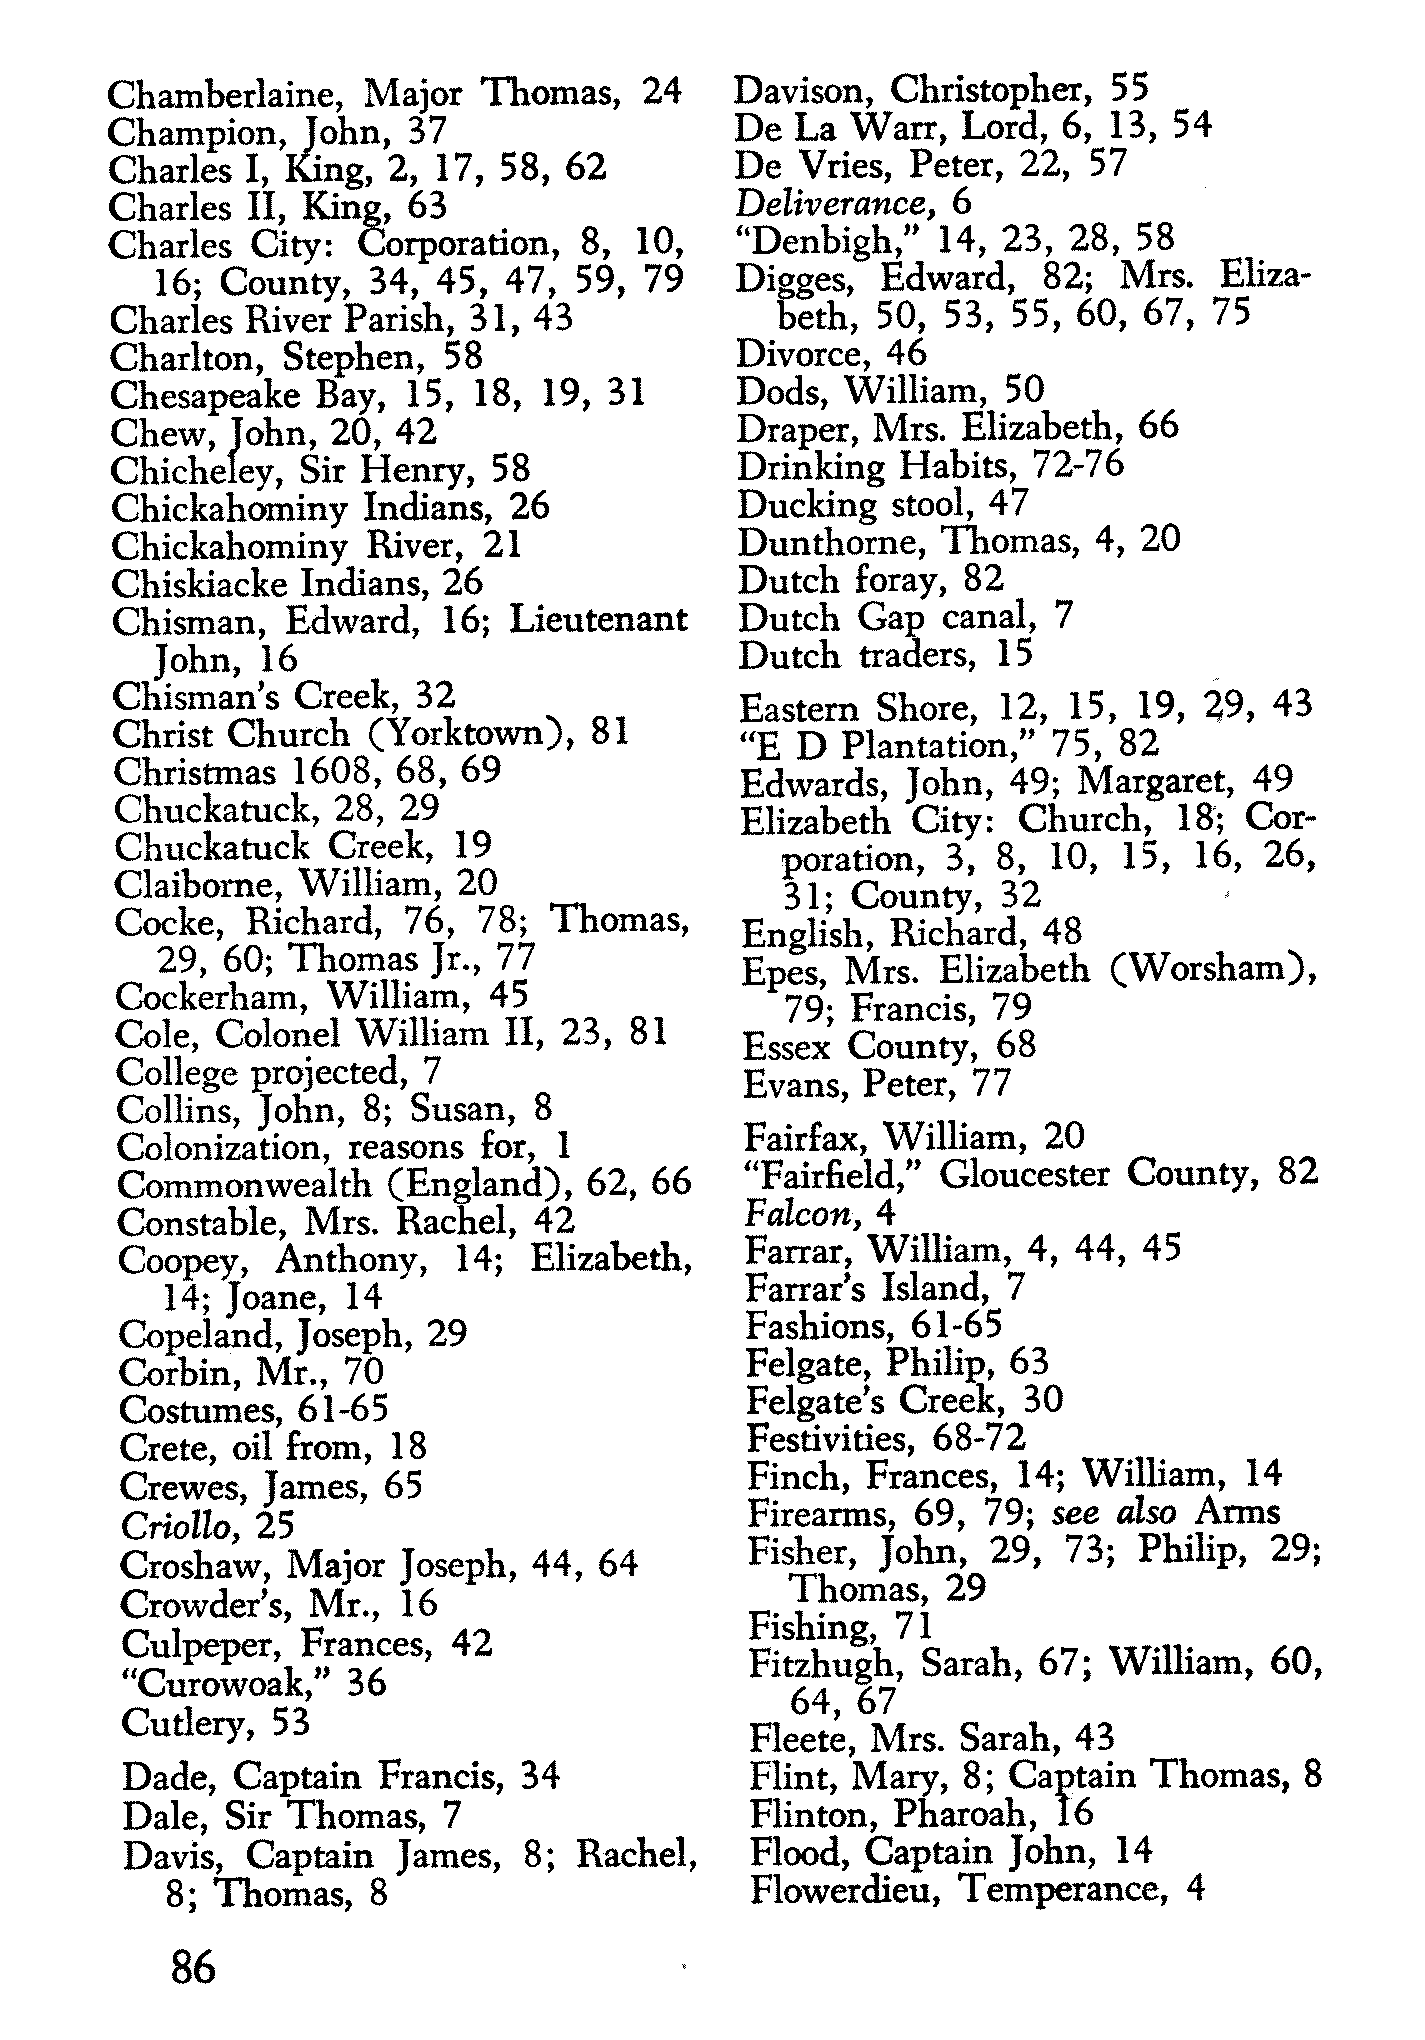 Chamberlaine, Major Thomas, 24
Champion, John, 37
Charles I, King, 2, 17, 58, 62
Charles II, King, 63
Charles City: Corporation, 8, 10,
16; County, 34, 45, 47, 59, 79
Charles River Parish, 31, 43
Charlton, Stephen, 58
Chesapeake Bay, 15, 18, 19, 31
Chew, John, 20, 42
Chicheley, Sir Henry, 58
Chickahominy Indians, 26
Chickahominy River, 21
Chiskiacke Indians, 26
Chisman, Edward, 16; Lieutenant
John, 16
Chisman's Creek, 32
Christ Church (Yorktown), 81
Christmas 1608, 68, 69
Chuckatuck, 28, 29
Chuckatuck Creek, 19
Claiborne, William, 20
Cocke, Richard, 76, 78; Thomas,
29, 60; Thomas Jr., 77
Cockerham, William, 45
Cole, Colonel William II, 23, 81
College projected, 7
Collins, John, 8; Susan, 8
Colonization, reasons for, 1
Commonwealth (England), 62, 66
Constable, Mrs. Rachel, 42
Coopey, Anthony, 14; Elizabeth,
14; Joane, 14
Copeland, Joseph, 29
Corbin, Mr., 70
Costumes, 61-65
Crete, oil from, 18
Crewes, James, 65
Criollo, 25
Croshaw, Major Joseph, 44, 64
Crowder's, Mr., 16
Culpeper, Frances, 42
"Curowoak," 36
Cutlery, 53
Dade, Captain Francis, 34
Dale, Sir Thomas, 7
Davis, Captain James, 8; Rachel,
8; Thomas, 8
Davison, Christopher, 55
De La Warr, Lord, 6, 13, 54
De Vries, Peter, 22, 57
Deliverance, 6
"Denbigh," 14, 23, 28, 58
Digges, Edward, 82; Mrs. Eliza-
beth, 50, 53, 55, 60, 67, 75
Divorce, 46
Dods, William, 50
Draper, Mrs. Elizabeth, 66
Drinking Habits, 72-76
Ducking stool, 47
Dunthorne, Thomas, 4, 20
Dutch foray, 82
Dutch Gap canal, 7
Dutch traders, 15
Eastern Shore, 12, 15, 19, 29, 43
"E D Plantation," 75, 82
Edwards, John, 49; Margaret, 49
Elizabeth City: Church, 18; Cor-
poration, 3, 8, 10, 15, 16, 26,
31; County, 32
English, Richard, 48
Epes, Mrs. Elizabeth (Worsham),
79; Francis, 79
Essex County, 68
Evans, Peter, 77
Fairfax, William, 20
"Fairfield," Gloucester County, 82
Falcon, 4
Farrar, William, 4, 44, 45
Farrar's Island, 7
Fashions, 61-65
Felgate, Philip, 63
Felgate's Creek, 30
Festivities, 68-72
Finch, Frances, 14; William, 14
Firearms, 69, 79; see also Arms
Fisher, John, 29, 73; Philip, 29;
Thomas, 29
Fishing, 71
Fitzhugh, Sarah, 67; William, 60,
64, 67
Fleete, Mrs. Sarah, 43
Flint, Mary, 8; Captain Thomas, 8
Flinton, Pharoah, 16
Flood, Captain John, 14
Flowerdieu, Temperance, 4
86